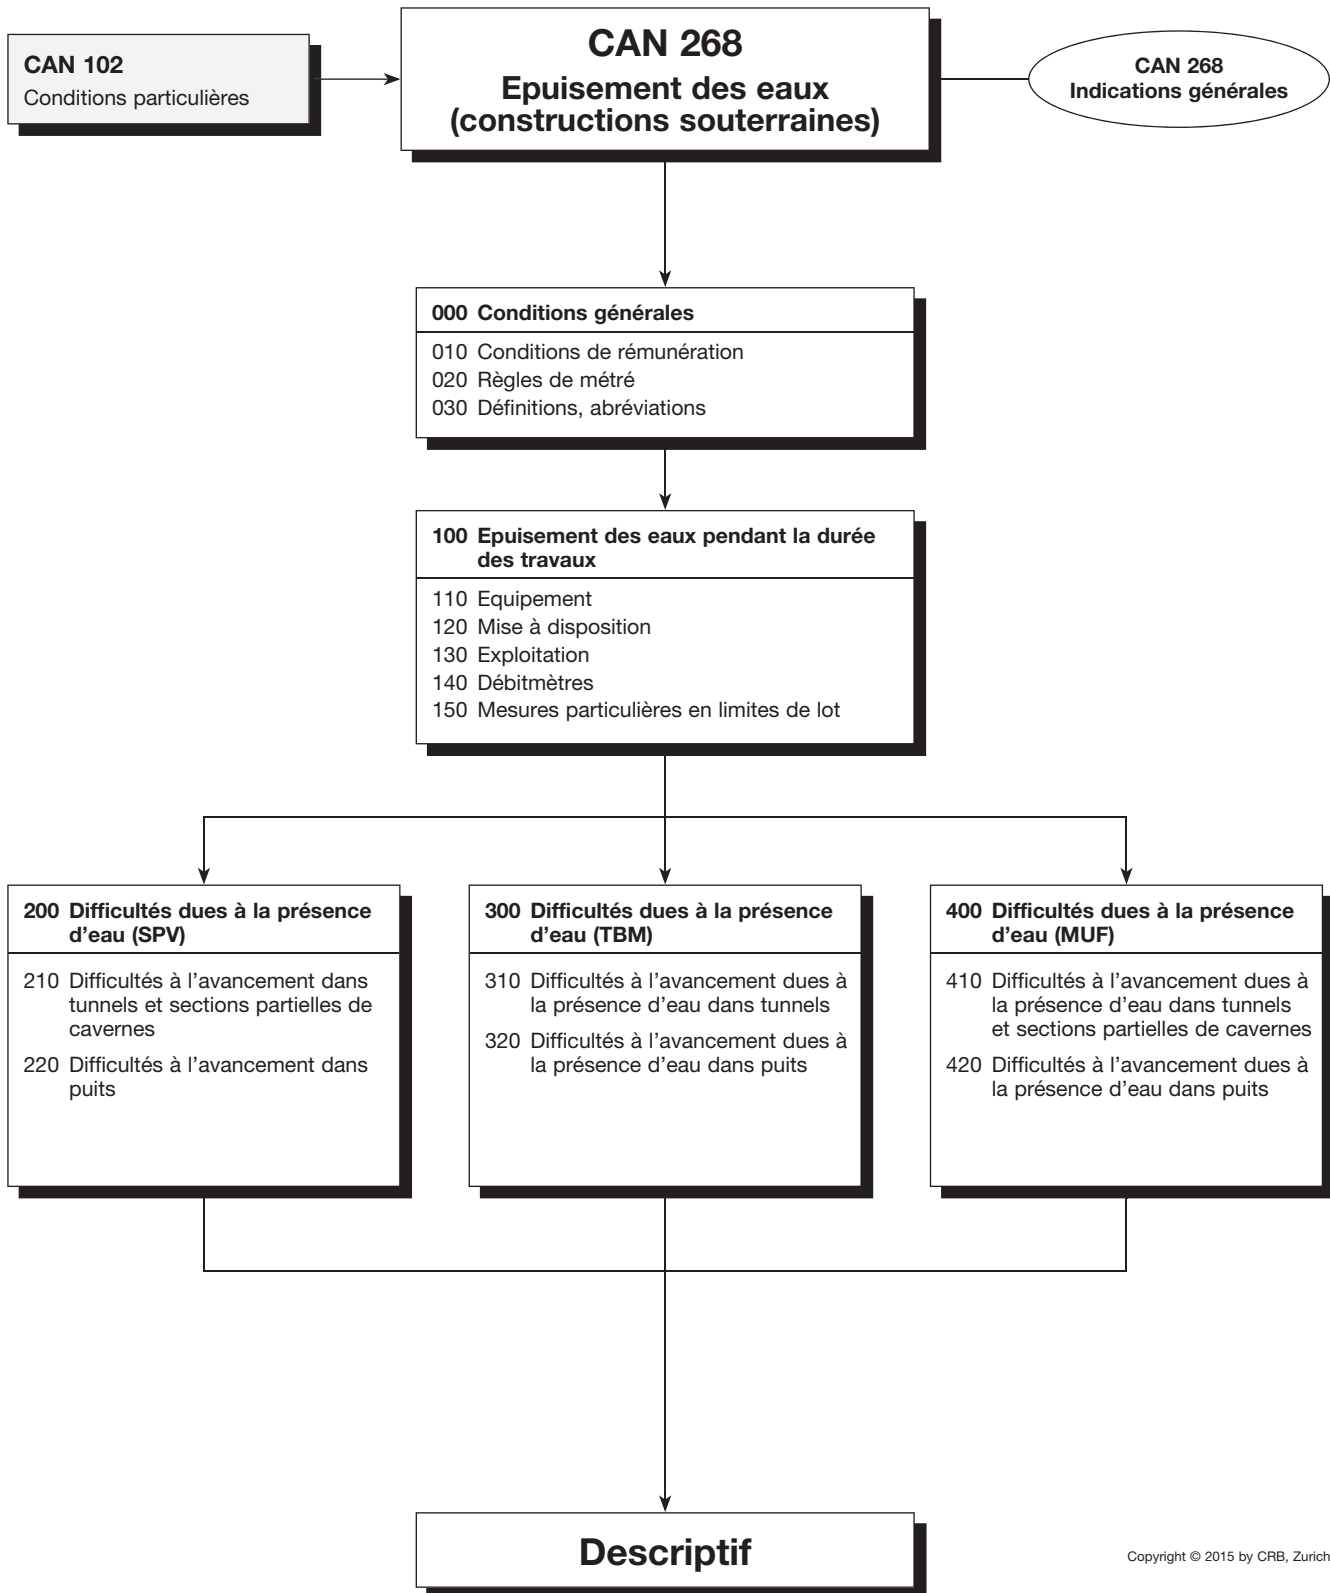 CAN 102
Conditions particulières
CAN 268
Epuisement des eaux
(constructions souterraines)
CAN 268
Indications générales
000 Conditions générales
010 Conditions de rémunération
020 Règles de métré
030 Définitions, abréviations
100 Epuisement des eaux pendant la durée
des travaux
110 Equipement
120 Mise à disposition
130 Exploitation
140 Débitmètres
150 Mesures particulières en limites de lot
200 Difficultés dues à la présence
d'eau (SPV)
210 Difficultés à l'avancement dans
tunnels et sections partielles de
cavernes
220 Difficultés à l'avancement dans
puits
300 Difficultés dues à la présence
d'eau (TBM)
310 Difficultés à l'avancement dues à
la présence d'eau dans tunnels
320 Difficultés à l'avancement dues à
la présence d'eau dans puits
400 Difficultés dues à la présence
d'eau (MUF)
410 Difficultés à l'avancement dues à
la présence d'eau dans tunnels
et sections partielles de cavernes
420 Difficultés à l'avancement dues à
la présence d'eau dans puits
Descriptif
Copyright © 2015 by CRB, Zurich